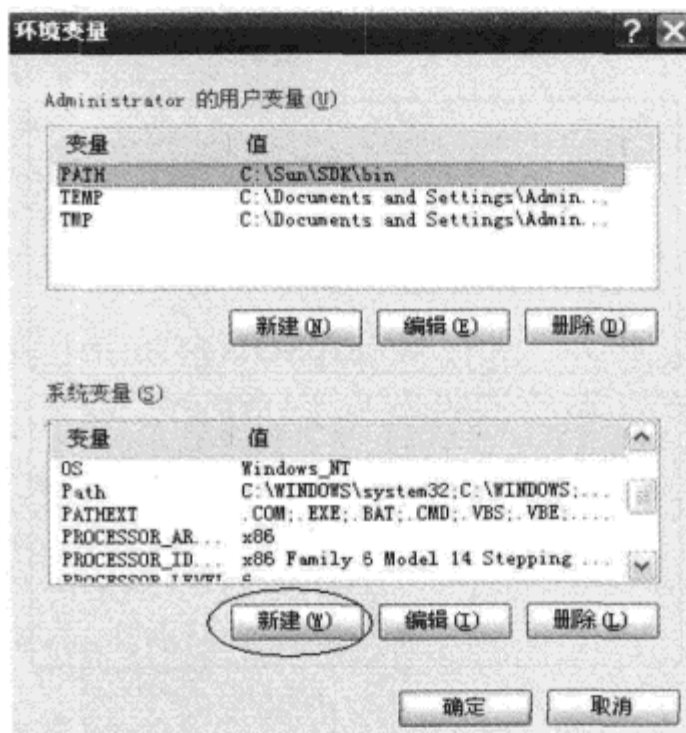 环境变量
Administrator 的用户变量(U)
变量 值
PATH C:\Sun\SDK\bin
TEMP C:\Documents and Settings\Admin...
TMP C:\Documents and Settings\Admin...
新建(N) 编辑(E) 删除(D)
系统变量(S)
变量 值
OS Windows_NT
Path C:\WINDOWS\system32;C:\WINDOWS;...
PATHEXT .COM;.EXE;.BAT;.CMD;.VBS;.VBE;...
PROCESSOR_AR... x86
PROCESSOR_ID... x86 Family 6 Model 14 Stepping ...
PROCESSOR_LEVEL 6
新建(W) 编辑(I) 删除(L)
确定 取消